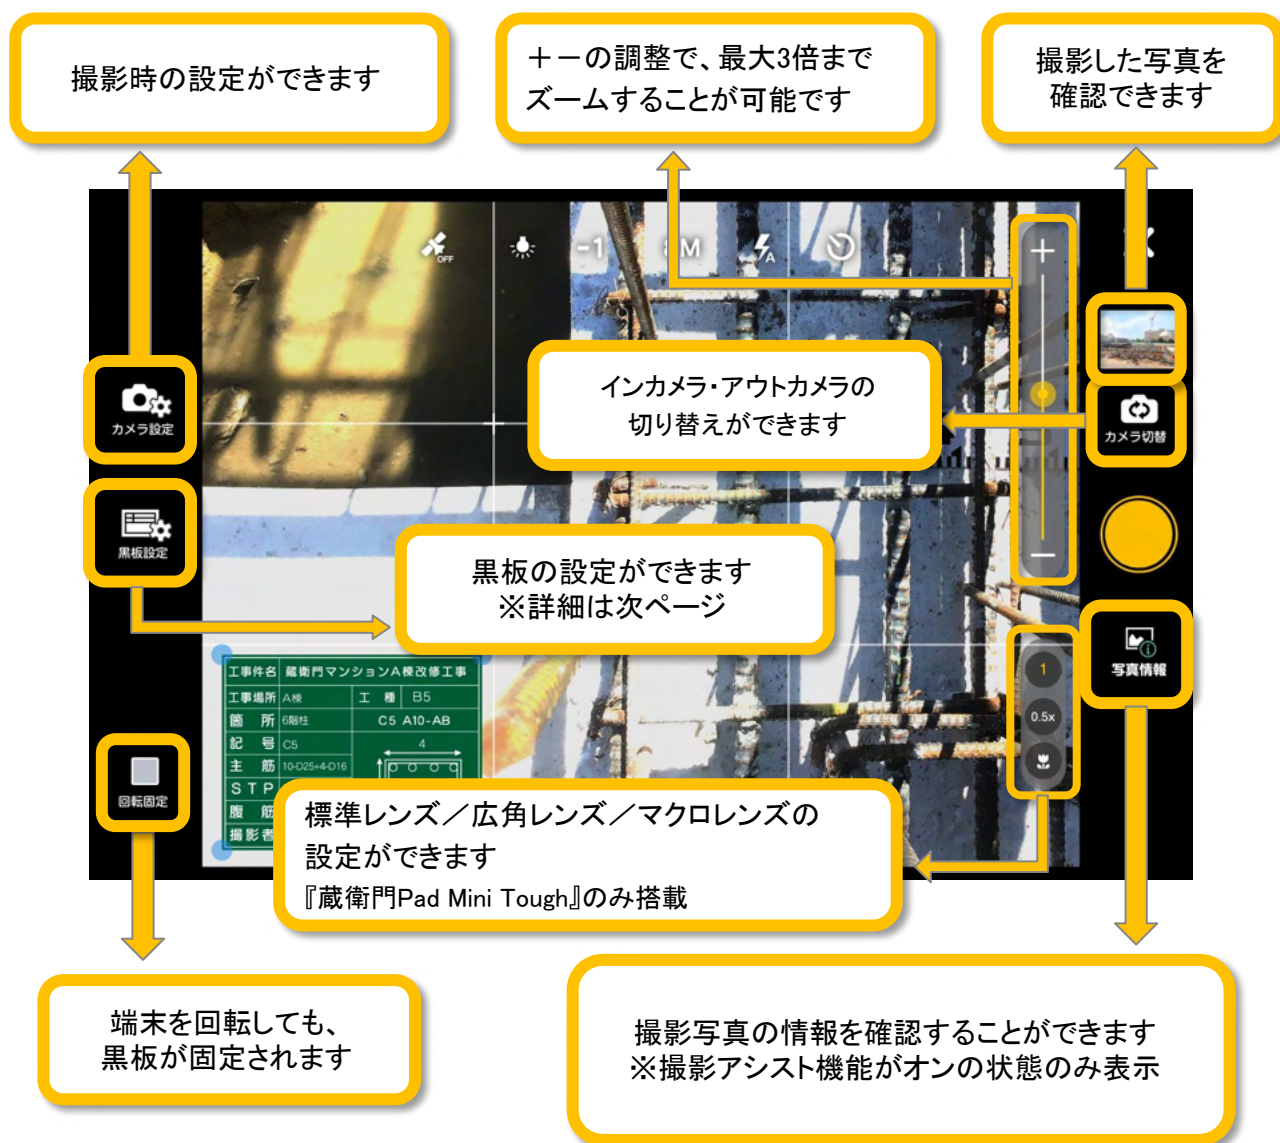 撮影時の設定ができます
＋－の調整で、最大3倍まで
ズームすることが可能です
撮影した写真を
確認できます
OFF
-1
8M
A
カメラ設定
インカメラ・アウトカメラの
切り替えができます
カメラ切替
黒板設定
黒板の設定ができます
※詳細は次ページ
写真情報
1
0.5x
工事件名 蔵衛門マンションA棟改修工事
工事場所 A棟 工種 B5
箇所 6階柱 C5 A10-AB
記号 C5 4
主筋 10-D25+4-D16
STP
腹筋
撮影者
回転固定
標準レンズ／広角レンズ／マクロレンズの
設定ができます
『蔵衛門Pad Mini Tough』のみ搭載
端末を回転しても、
黒板が固定されます
撮影写真の情報を確認することができます
※撮影アシスト機能がオンの状態のみ表示